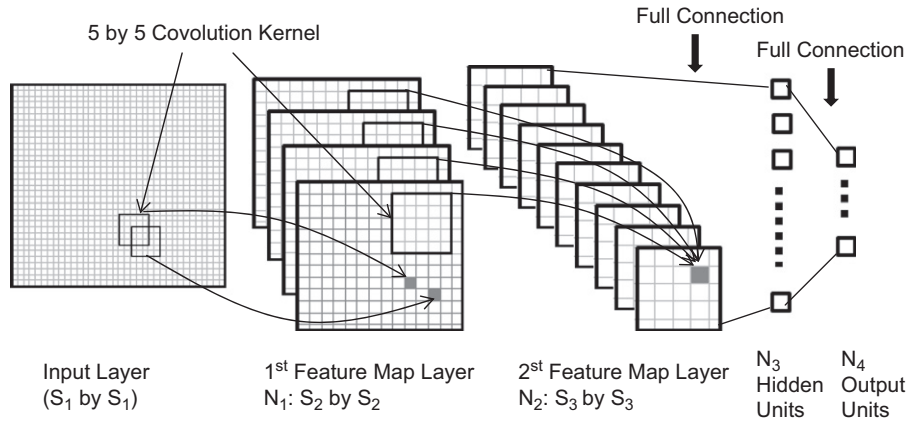 5 by 5 Covolution Kernel
Full Connection
Full Connection
Input Layer
(S₁ by S₁)
1st Feature Map Layer
N₁: S₂ by S₂
2st Feature Map Layer
N₂: S₃ by S₃
N₃
Hidden
Units
N₄
Output
Units